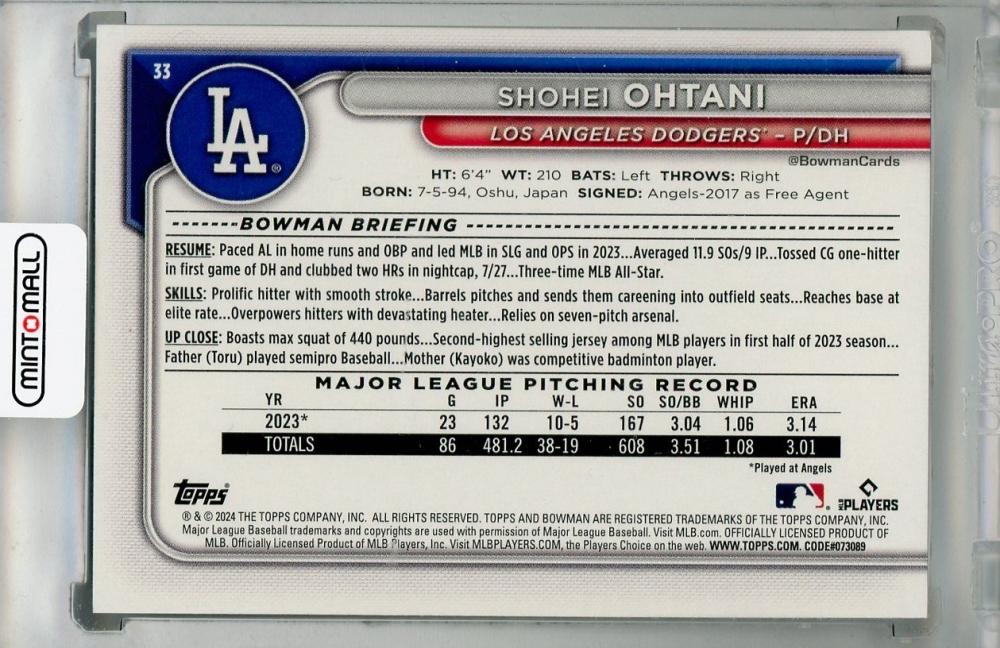 33
LA®
SHOHEI OHTANI
LOS ANGELES DODGERS® – P/DH
@BowmanCards
HT: 6'4" WT: 210 BATS: Left THROWS: Right
BORN: 7-5-94, Oshu, Japan SIGNED: Angels-2017 as Free Agent
BOWMAN BRIEFING
RESUME: Paced AL in home runs and OBP and led MLB in SLG and OPS in 2023...Averaged 11.9 SOs/9 IP...Tossed CG one-hitter
in first game of DH and clubbed two HRs in nightcap, 7/27...Three-time MLB All-Star.
SKILLS: Prolific hitter with smooth stroke...Barrels pitches and sends them careening into outfield seats...Reaches base at
elite rate...Overpowers hitters with devastating heater...Relies on seven-pitch arsenal.
UP CLOSE: Boasts max squat of 440 pounds...Second-highest selling jersey among MLB players in first half of 2023 season...
Father (Toru) played semipro Baseball...Mother (Kayoko) was competitive badminton player.
MAJOR LEAGUE PITCHING RECORD
YR G IP W-L SO SO/BB WHIP ERA
2023* 23 132 10-5 167 3.04 1.06 3.14
TOTALS 86 481.2 38-19 608 3.51 1.08 3.01
*Played at Angels
Topps
MLB PLAYERS
® & © 2024 THE TOPPS COMPANY, INC. ALL RIGHTS RESERVED. TOPPS AND BOWMAN ARE REGISTERED TRADEMARKS OF THE TOPPS COMPANY, INC.
Major League Baseball trademarks and copyrights are used with permission of Major League Baseball. Visit MLB.com. OFFICIALLY LICENSED PRODUCT OF
MLB. Officially Licensed Product of MLB Players, Inc. Visit MLBPLAYERS.COM, the Players Choice on the web. WWW.TOPPS.COM. CODE#073089
MINTOMALL